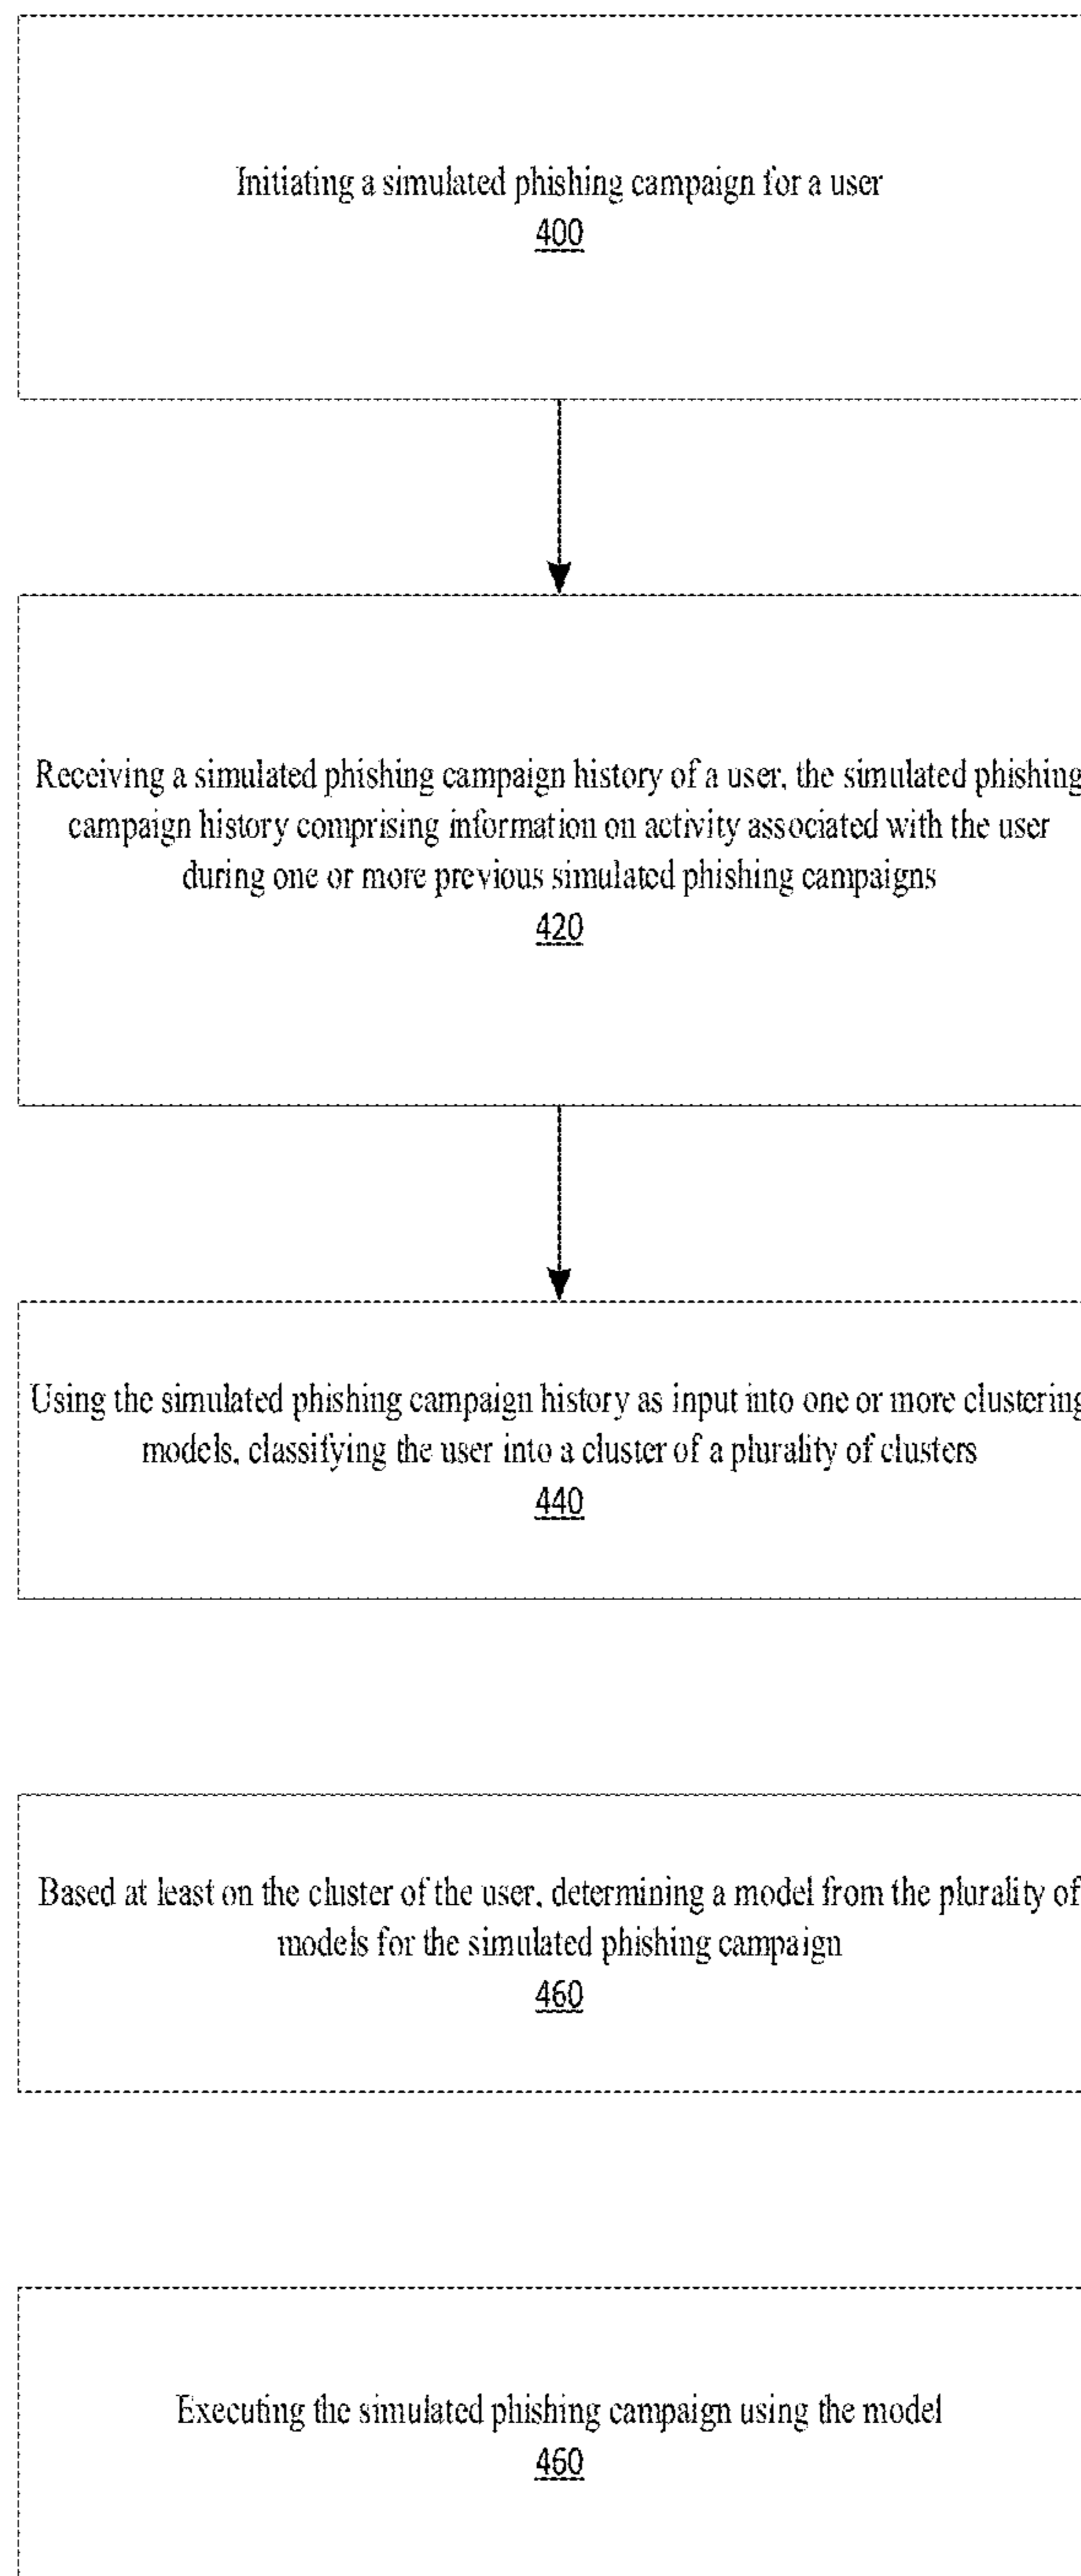 Initiating a simulated phishing campaign for a user
400
Receiving a simulated phishing campaign history of a user, the simulated phishing
campaign history comprising information on activity associated with the user
during one or more previous simulated phishing campaigns
420
Using the simulated phishing campaign history as input into one or more clustering
models, classifying the user into a cluster of a plurality of clusters
440
Based at least on the cluster of the user, determining a model from the plurality of
models for the simulated phishing campaign
460
Executing the simulated phishing campaign using the model
460